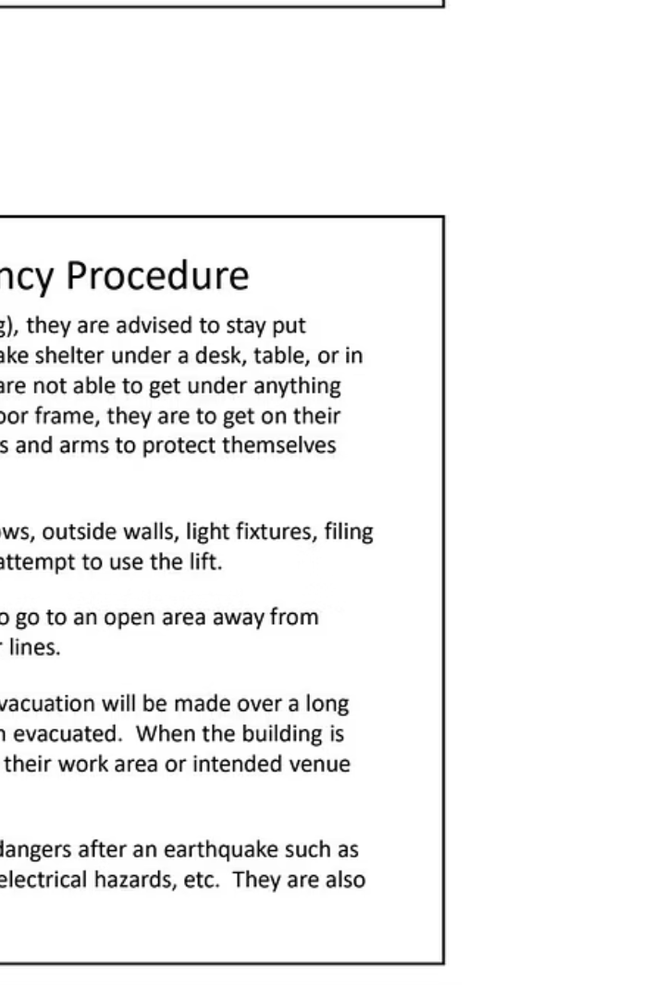 ncy Procedure
g), they are advised to stay put
ake shelter under a desk, table, or in
are not able to get under anything
oor frame, they are to get on their
s and arms to protect themselves
ows, outside walls, light fixtures, filing
attempt to use the lift.
o go to an open area away from
r lines.
vacuation will be made over a long
n evacuated.  When the building is
their work area or intended venue
dangers after an earthquake such as
electrical hazards, etc.  They are also